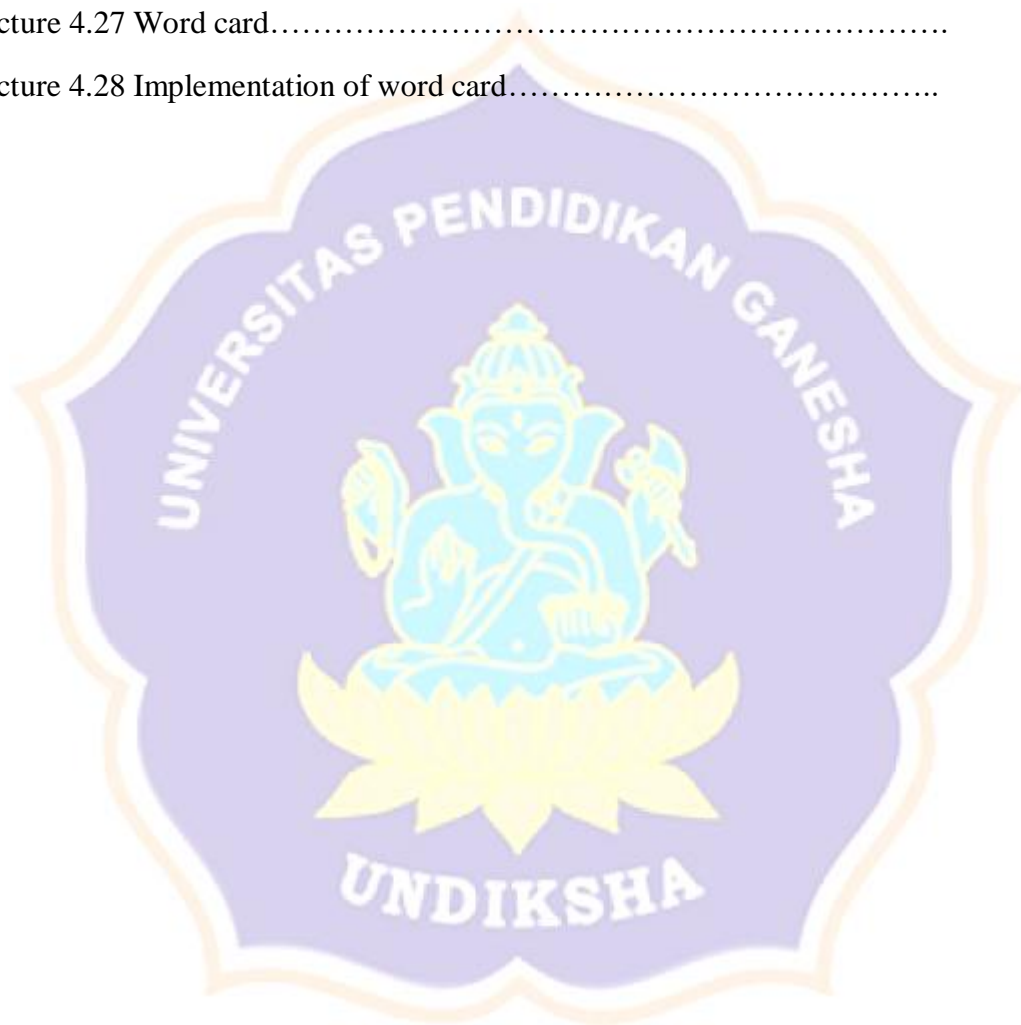 cture 4.27 Word card……………………………………………………….
cture 4.28 Implementation of word card…………………………………..
UNIVERSITAS PENDIDIKAN GANESHA
UNDIKSHA